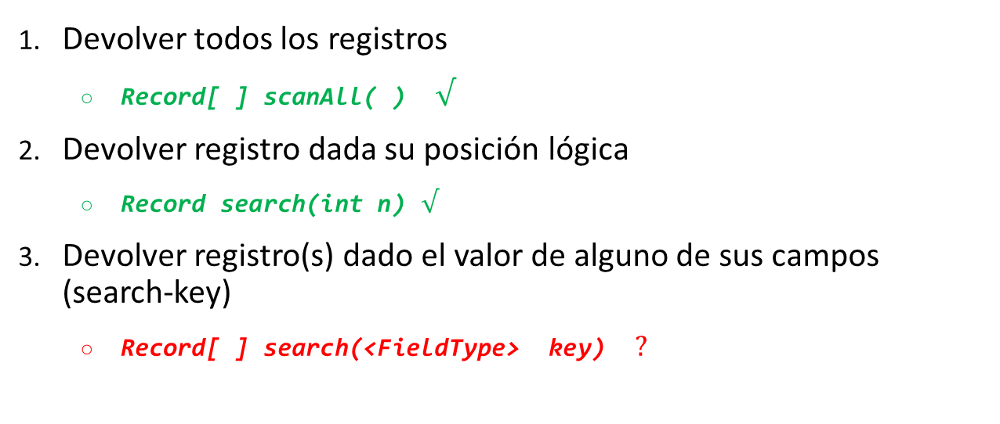 1. Devolver todos los registros
○ Record[ ] scanAll( ) √
2. Devolver registro dada su posición lógica
○ Record search(int n) √
3. Devolver registro(s) dado el valor de alguno de sus campos
(search-key)
○ Record[ ] search(<FieldType> key) ?